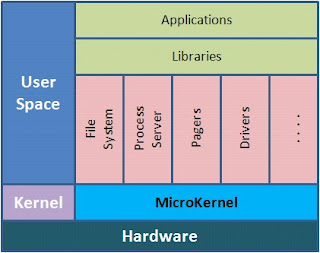 Applications
Libraries
User
Space
File
System
Process
Server
Pagers
Drivers
. . . .
Kernel
MicroKernel
Hardware